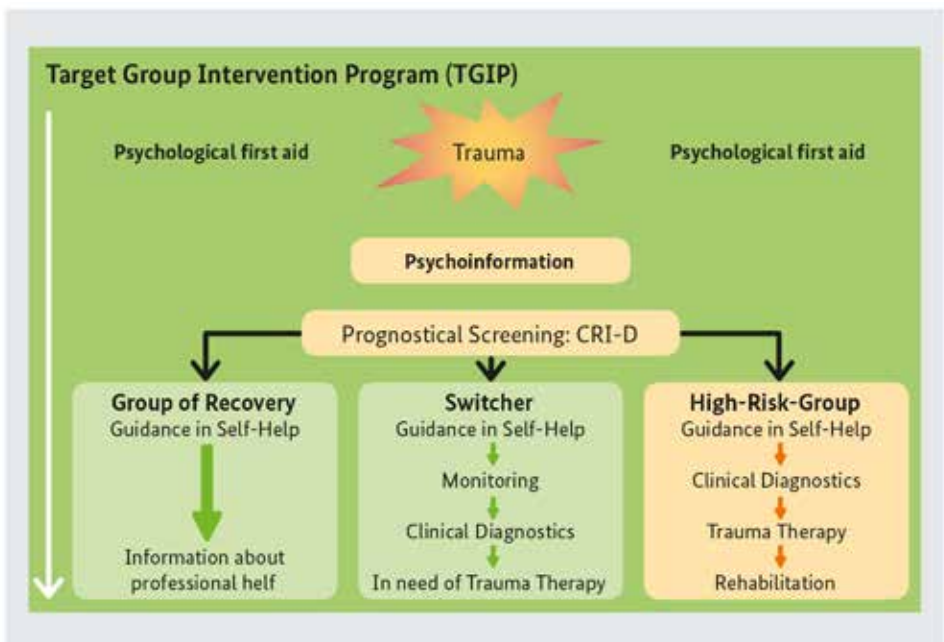 Target Group Intervention Program (TGIP)
Psychological first aid
Trauma
Psychological first aid
Psychoinformation
Prognostical Screening: CRI-D
Group of Recovery
Guidance in Self-Help
Information about
professional helf
Switcher
Guidance in Self-Help
Monitoring
Clinical Diagnostics
In need of Trauma Therapy
High-Risk-Group
Guidance in Self-Help
Clinical Diagnostics
Trauma Therapy
Rehabilitation